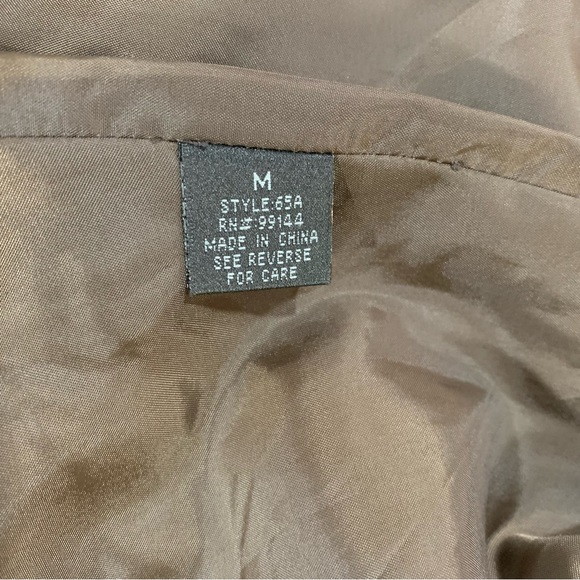 M
STYLE:65A
RN#:99144
MADE IN CHINA
SEE REVERSE
FOR CARE